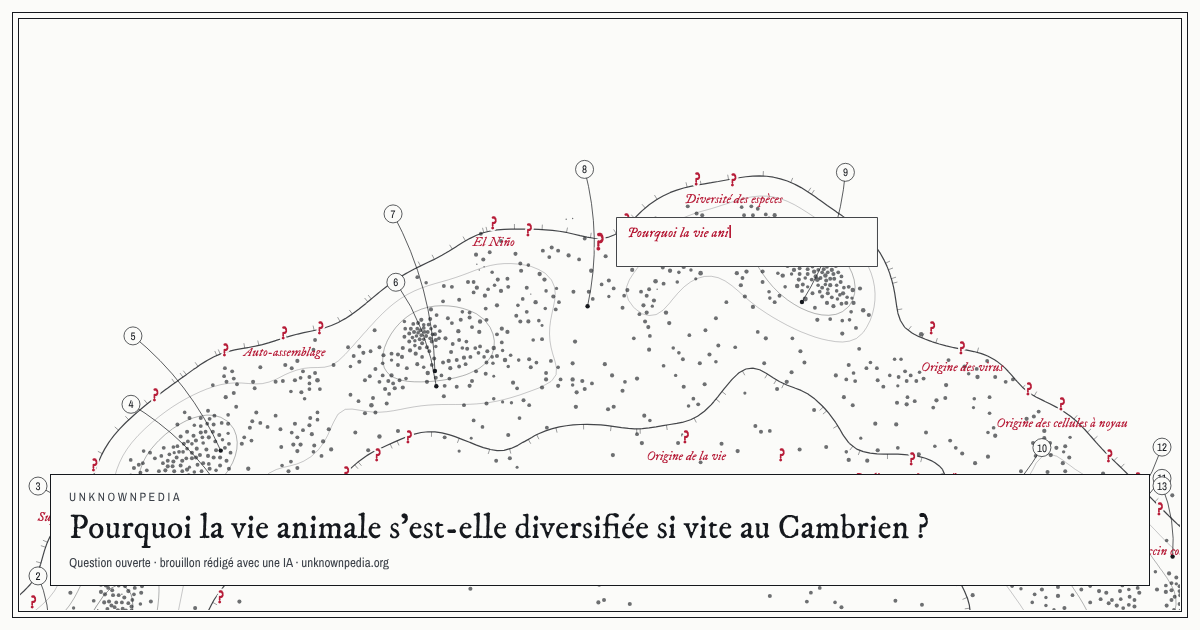 8
9
7
Diversité des espèces
El Niño
Pourquoi la vie ani
6
5
Auto-assemblage
Origine des virus
4
Origine des cellules à noyau
Origine de la vie
10
12
3
13
Su
UNKNOWNPEDIA
Pourquoi la vie animale s'est-elle diversifiée si vite au Cambrien ?
Question ouverte · brouillon rédigé avec une IA · unknownpedia.org
2